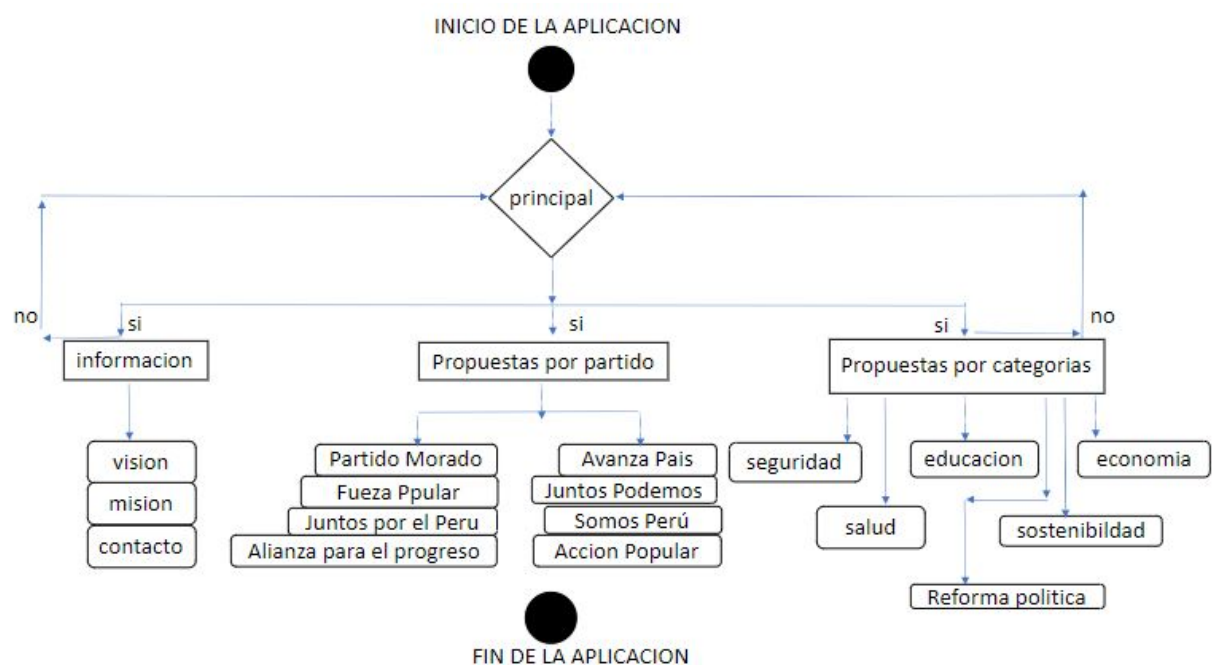 INICIO DE LA APLICACION
principal
no
si
si
si
no
informacion
Propuestas por partido
Propuestas por categorias
vision
mision
contacto
Partido Morado
Fueza Ppular
Juntos por el Peru
Alianza para el progreso
Avanza Pais
Juntos Podemos
Somos Perú
Accion Popular
seguridad
educacion
economia
salud
sostenibildad
Reforma politica
FIN DE LA APLICACION